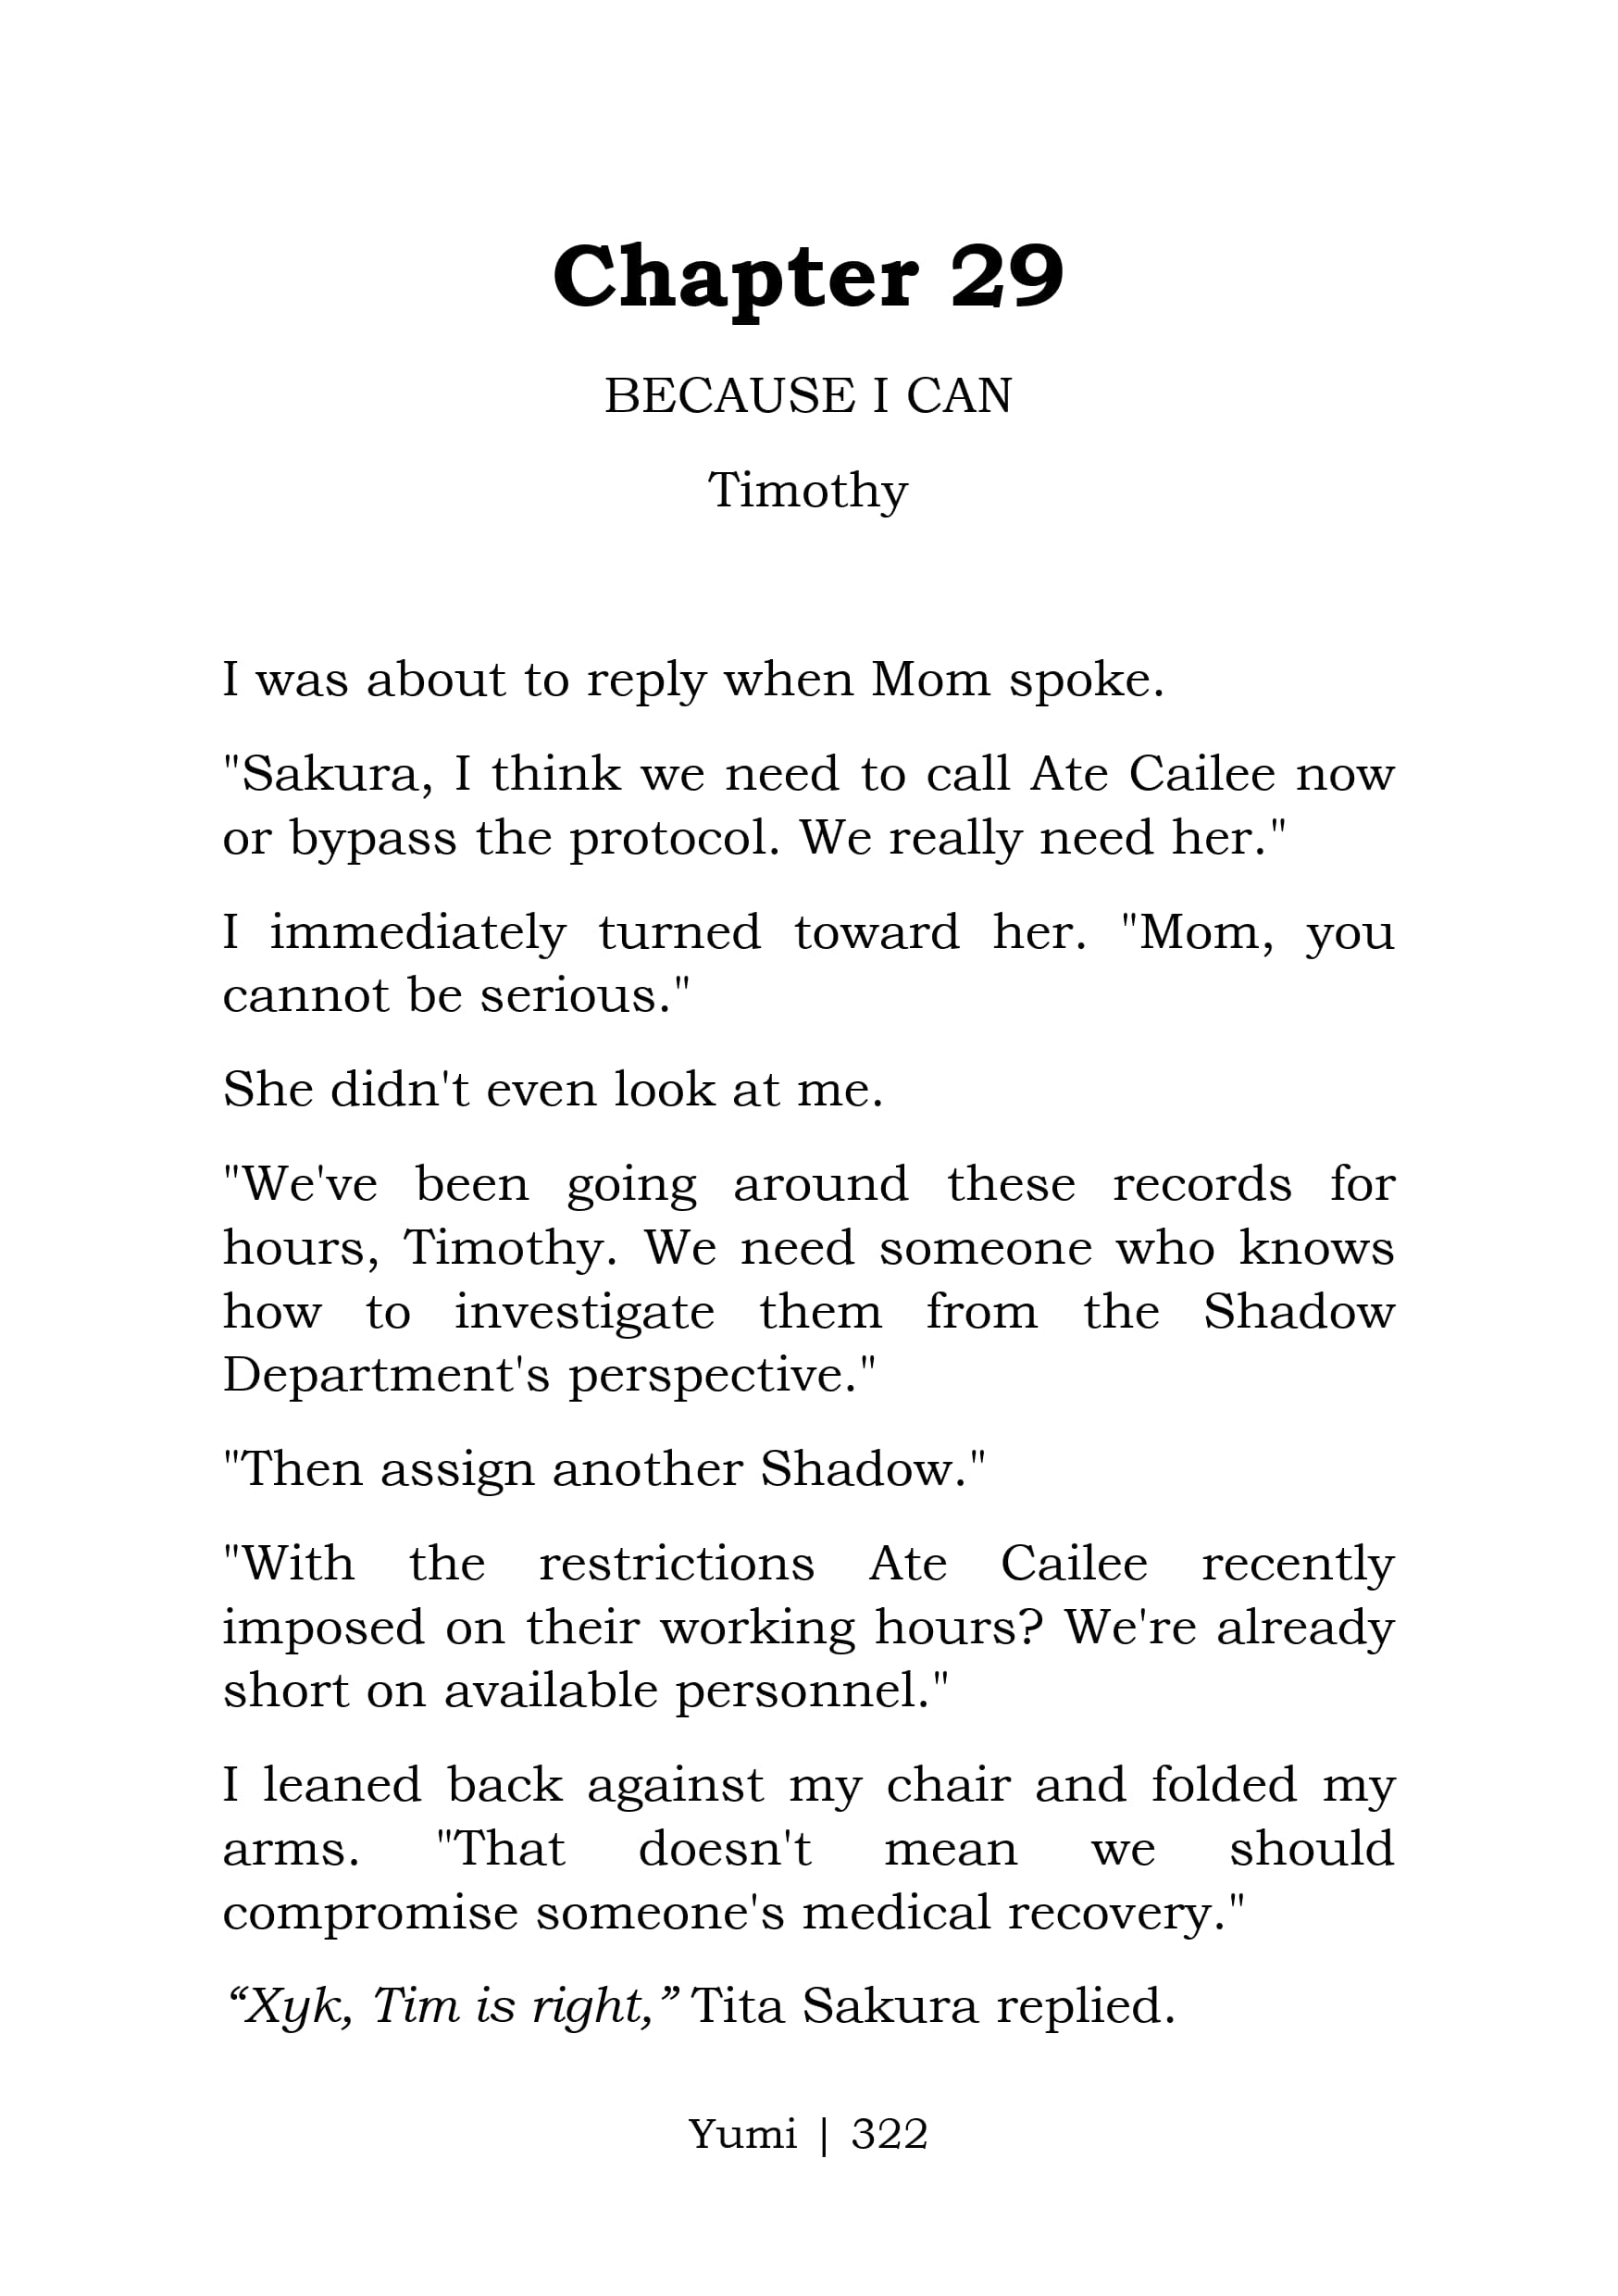 Chapter 29
BECAUSE I CAN
Timothy
I was about to reply when Mom spoke.
"Sakura, I think we need to call Ate Cailee now
or bypass the protocol. We really need her."
I immediately turned toward her. "Mom, you
cannot be serious."
She didn't even look at me.
"We've been going around these records for
hours, Timothy. We need someone who knows
how to investigate them from the Shadow
Department's perspective."
"Then assign another Shadow."
"With the restrictions Ate Cailee recently
imposed on their working hours? We're already
short on available personnel."
I leaned back against my chair and folded my
arms. "That doesn't mean we should
compromise someone's medical recovery."
“Xyk, Tim is right,” Tita Sakura replied.
Yumi | 322